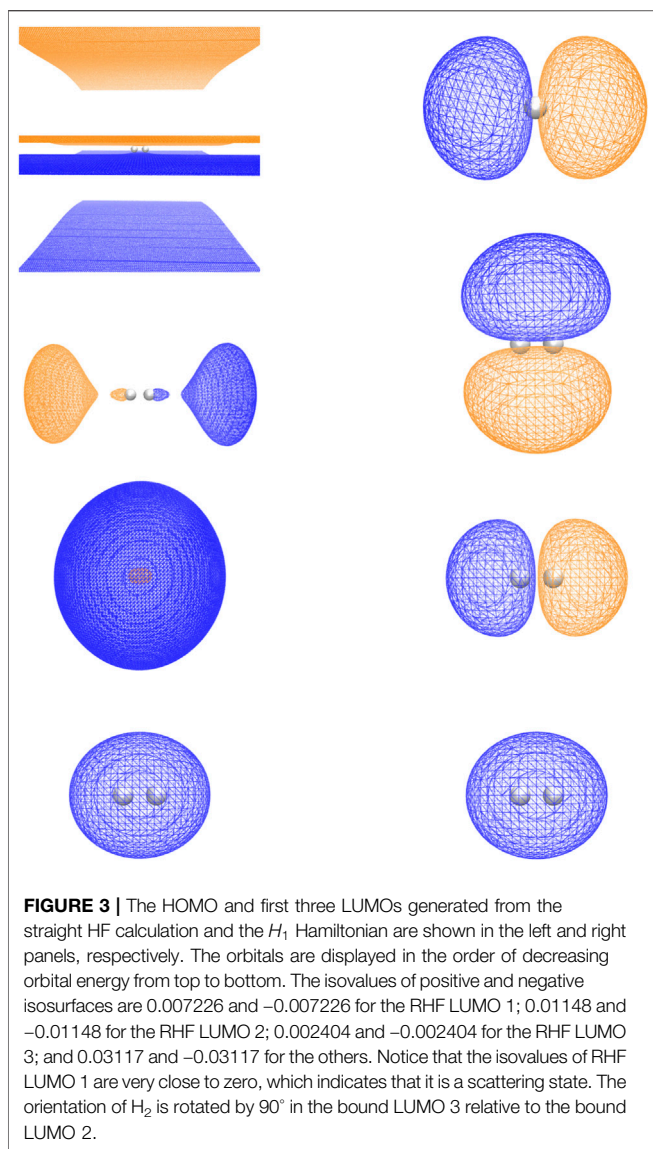 FIGURE 3 | The HOMO and first three LUMOs generated from the
straight HF calculation and the H₁ Hamiltonian are shown in the left and right
panels, respectively. The orbitals are displayed in the order of decreasing
orbital energy from top to bottom. The isovalues of positive and negative
isosurfaces are 0.007226 and −0.007226 for the RHF LUMO 1; 0.01148 and
−0.01148 for the RHF LUMO 2; 0.002404 and −0.002404 for the RHF LUMO
3; and 0.03117 and −0.03117 for the others. Notice that the isovalues of RHF
LUMO 1 are very close to zero, which indicates that it is a scattering state. The
orientation of H₂ is rotated by 90° in the bound LUMO 3 relative to the bound
LUMO 2.